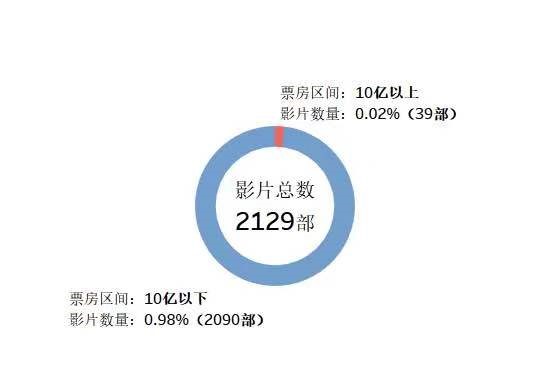 票房区间：10亿以上
影片数量：0.02%（39部）
影片总数
2129部
票房区间：10亿以下
影片数量：0.98%（2090部）